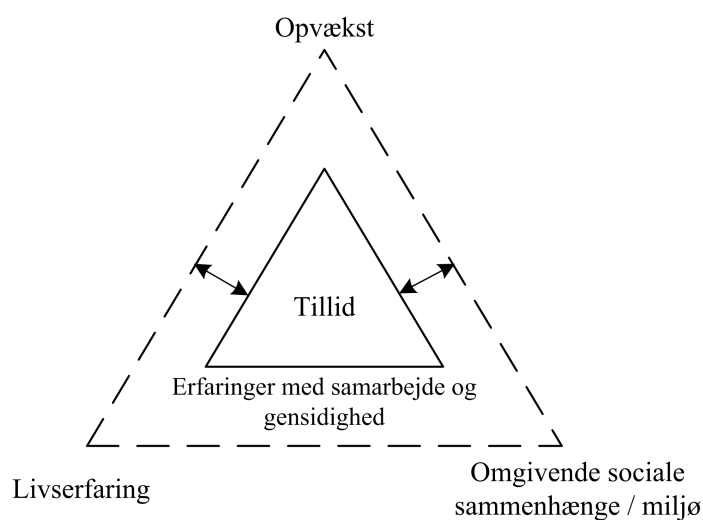 Opvækst
Tillid
Erfaringer med samarbejde og
gensidighed
Livserfaring
Omgivende sociale
sammenhænge / miljø